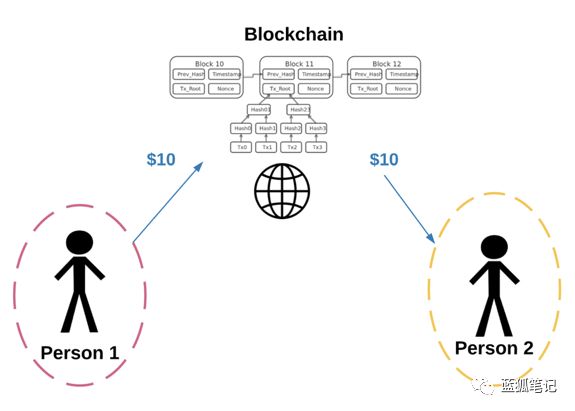 Blockchain
Block 10 Block 11 Block 12
Prev_Hash Timestamp Prev_Hash Timestamp Prev_Hash Timestamp
Tx_Root Nonce Tx_Root Nonce Tx_Root Nonce
Hash01 Hash23
Hash0 Hash1 Hash2 Hash3
Tx0 Tx1 Tx2 Tx3
$10 $10
Person 1 Person 2
蓝狐笔记